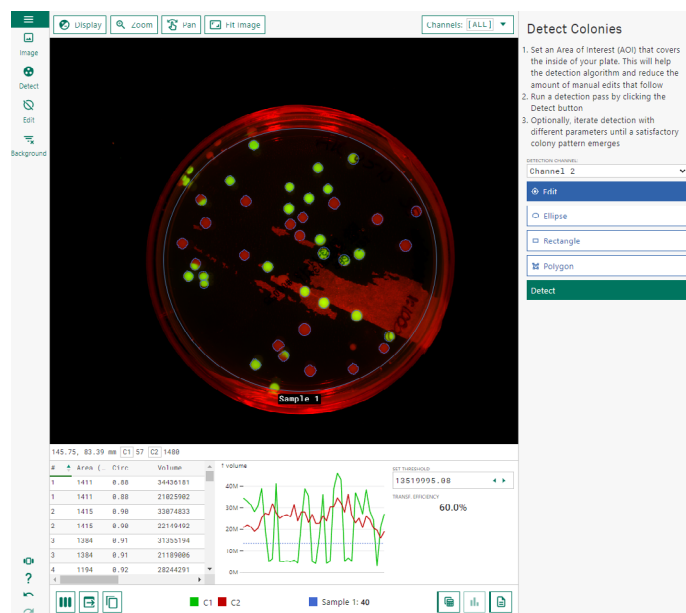 Display
Zoom
Pan
Fit Image
Channels: [ALL]
Image
Detect
Edit
Background
Sample 1
Detect Colonies
1. Set an Area of Interest (AOI) that covers
the inside of your plate. This will help
the detection algorithm and reduce the
amount of manual edits that follow
2. Run a detection pass by clicking the
Detect button
3. Optionally, iterate detection with
different parameters until a satisfactory
colony pattern emerges
DETECTION CHANNEL
Channel 2
Edit
Ellipse
Rectangle
Polygon
Detect
145.75, 83.39 mm C1 57 C2 1480
# Area (… Circ Volume
1 1411 0.88 34436181
1 1411 0.88 21025902
2 1415 0.90 33074833
2 1415 0.90 22149492
3 1384 0.91 31355194
3 1384 0.91 21189006
4 1194 0.92 28244291
↑ volume
40M
30M
20M
10M
0M
SET THRESHOLD
13519995.08
TRANSF. EFFICIENCY
60.0%
C1 C2
Sample 1: 40
?